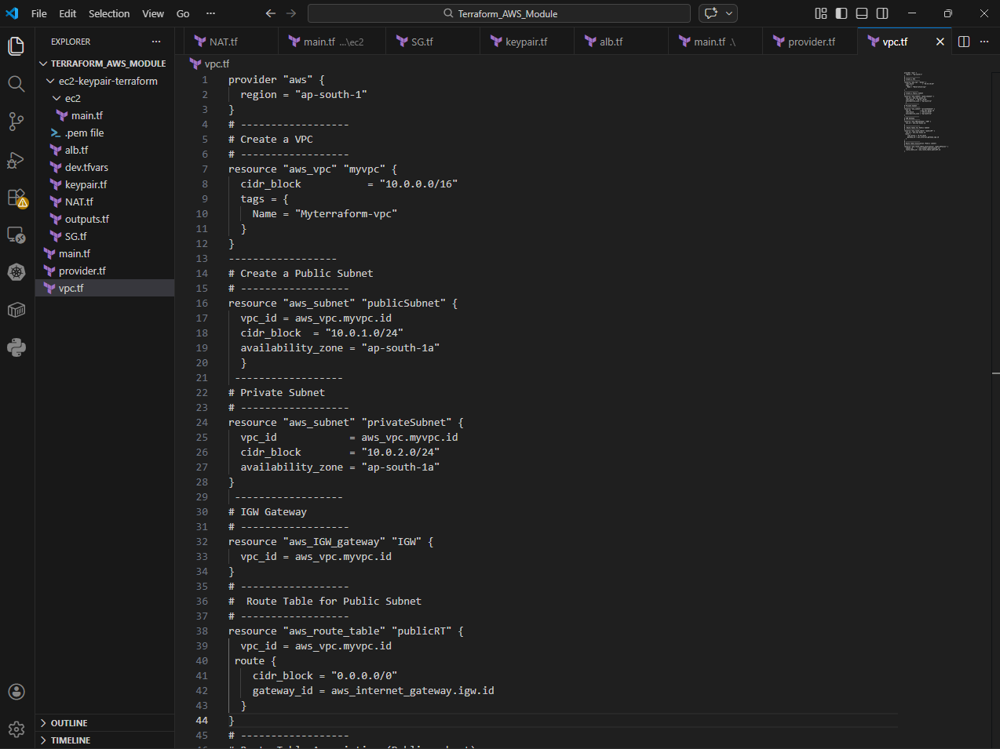 File Edit Selection View Go ···
Terraform_AWS_Module
EXPLORER ···
TERRAFORM_AWS_MODULE
ec2-keypair-terraform
ec2
main.tf
.pem file
alb.tf
dev.tfvars
keypair.tf
NAT.tf
outputs.tf
SG.tf
main.tf
provider.tf
vpc.tf
OUTLINE
TIMELINE
NAT.tf
main.tf ...\ec2
SG.tf
keypair.tf
alb.tf
main.tf .\
provider.tf
vpc.tf
vpc.tf
1 provider "aws" {
2   region = "ap-south-1"
3 }
4 # ------------------
5 # Create a VPC
6 # ------------------
7 resource "aws_vpc" "myvpc" {
8   cidr_block           = "10.0.0.0/16"
9   tags = {
10     Name = "Myterraform-vpc"
11   }
12 }
13 ------------------
14 # Create a Public Subnet
15 # ------------------
16 resource "aws_subnet" "publicSubnet" {
17   vpc_id = aws_vpc.myvpc.id
18   cidr_block  = "10.0.1.0/24"
19   availability_zone = "ap-south-1a"
20   }
21  ------------------
22 # Private Subnet
23 # ------------------
24 resource "aws_subnet" "privateSubnet" {
25   vpc_id            = aws_vpc.myvpc.id
26   cidr_block        = "10.0.2.0/24"
27   availability_zone = "ap-south-1a"
28 }
29  ------------------
30 # IGW Gateway
31 # ------------------
32 resource "aws_IGW_gateway" "IGW" {
33   vpc_id = aws_vpc.myvpc.id
34 }
35 # ------------------
36 #  Route Table for Public Subnet
37 # ------------------
38 resource "aws_route_table" "publicRT" {
39   vpc_id = aws_vpc.myvpc.id
40  route {
41     cidr_block = "0.0.0.0/0"
42     gateway_id = aws_internet_gateway.igw.id
43   }
44 }
45 # ------------------